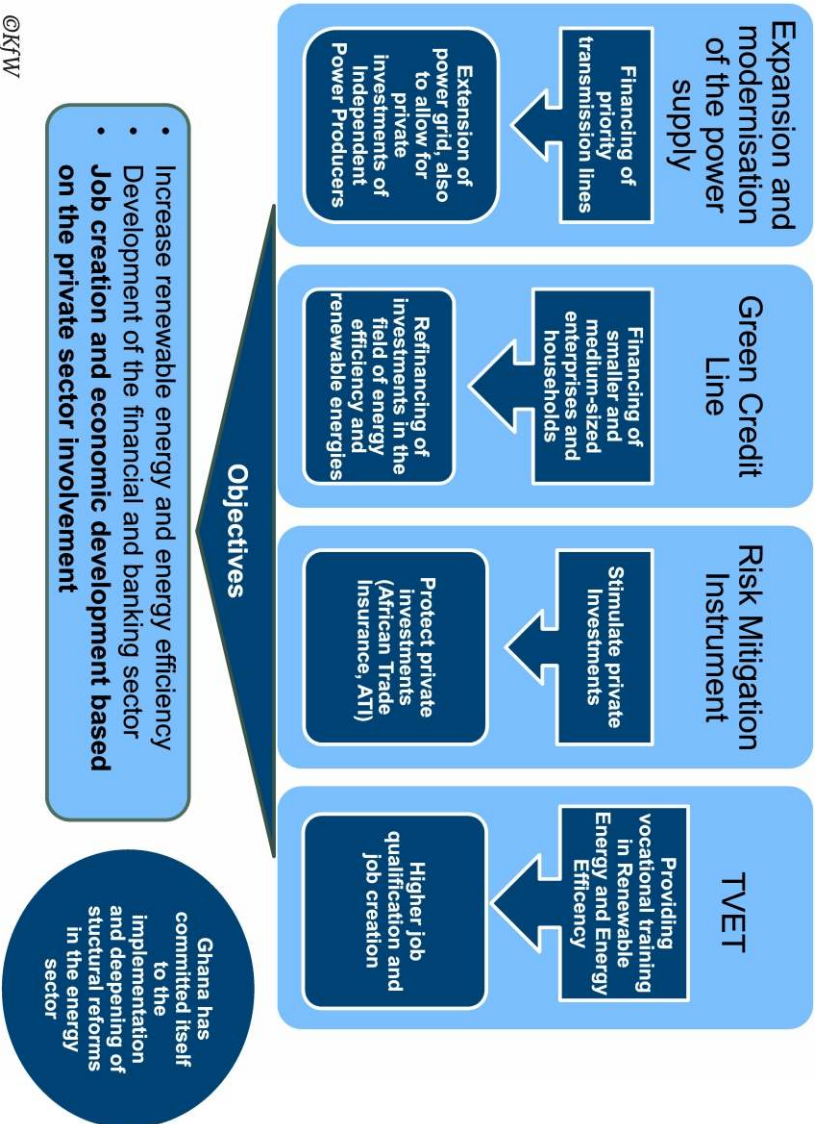 Expansion and
modernisation
of the power
supply
Financing of
priority
transmission lines
Extension of
power grid, also
to allow for
private
investments of
Independent
Power Producers
Green Credit
Line
Financing of
smaller and
medium-sized
enterprises and
households
Refinancing of
investments in the
field of energy
efficiency and
renewable energies
Risk Mitigation
Instrument
Stimulate private
Investments
Protect private
investments
(African Trade
Insurance, ATI)
TVET
Providing
vocational training
in Renewable
Energy and Energy
Efficency
Higher job
qualification and
job creation
Objectives
• Increase renewable energy and energy efficiency
• Development of the financial and banking sector
• Job creation and economic development based
on the private sector involvement
Ghana has
committed itself
to the
implementation
and deepening of
stuctural reforms
in the energy
sector
©KfW